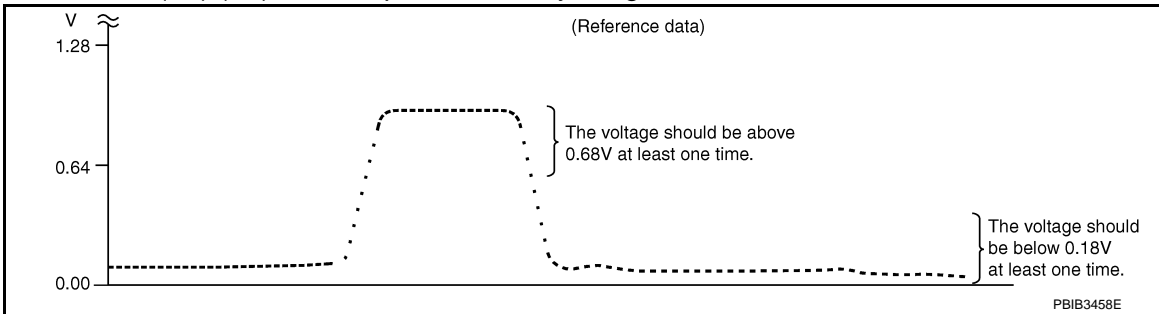 V
(Reference data)
1.28
The voltage should be above
0.68V at least one time.
0.64
The voltage should
be below 0.18V
at least one time.
0.00
PBIB3458E